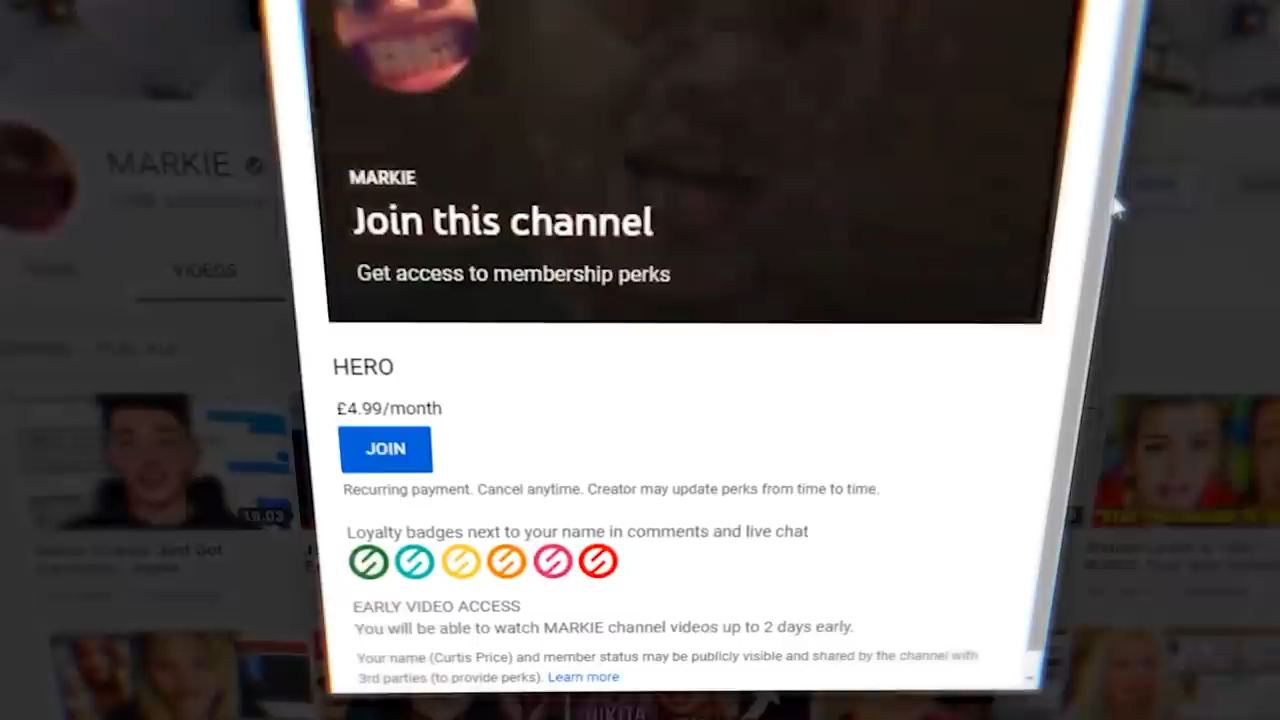 MARKIE
VIDEOS
MARKIE
Join this channel
Get access to membership perks
HERO
£4.99/month
JOIN
Recurring payment. Cancel anytime. Creator may update perks from time to time.
Loyalty badges next to your name in comments and live chat
EARLY VIDEO ACCESS
You will be able to watch MARKIE channel videos up to 2 days early.
Your name (Curtis Price) and member status may be publicly visible and shared by the channel with
3rd parties (to provide perks). Learn more
Just Got
NIKITA